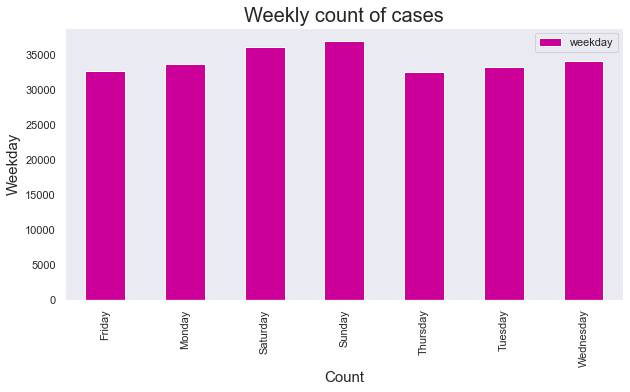 Weekly count of cases
weekday
Weekday
35000
30000
25000
20000
15000
10000
5000
0
Friday
Monday
Saturday
Sunday
Thursday
Tuesday
Wednesday
Count